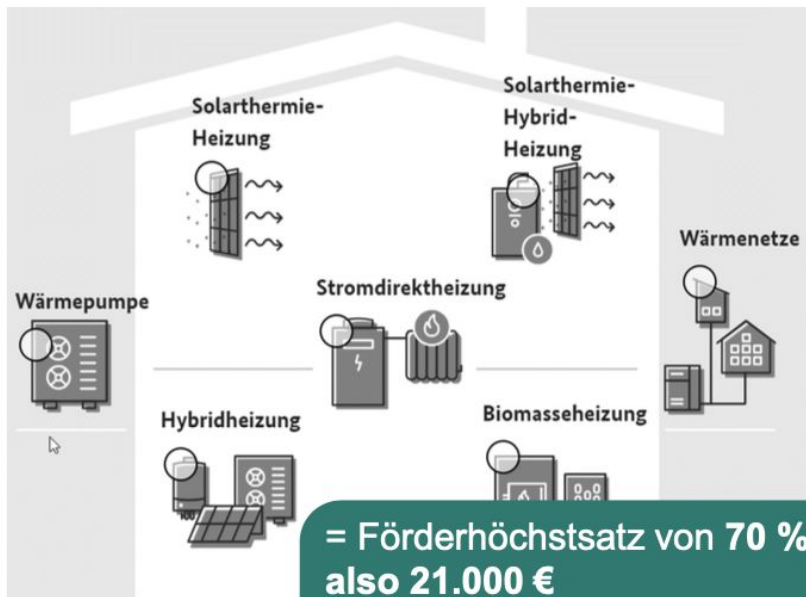 Solarthermie-
Heizung
Solarthermie-
Hybrid-
Heizung
Wärmenetze
Wärmepumpe
Stromdirektheizung
Hybridheizung
Biomasseheizung
= Förderhöchstsatz von 70 %
also 21.000 €